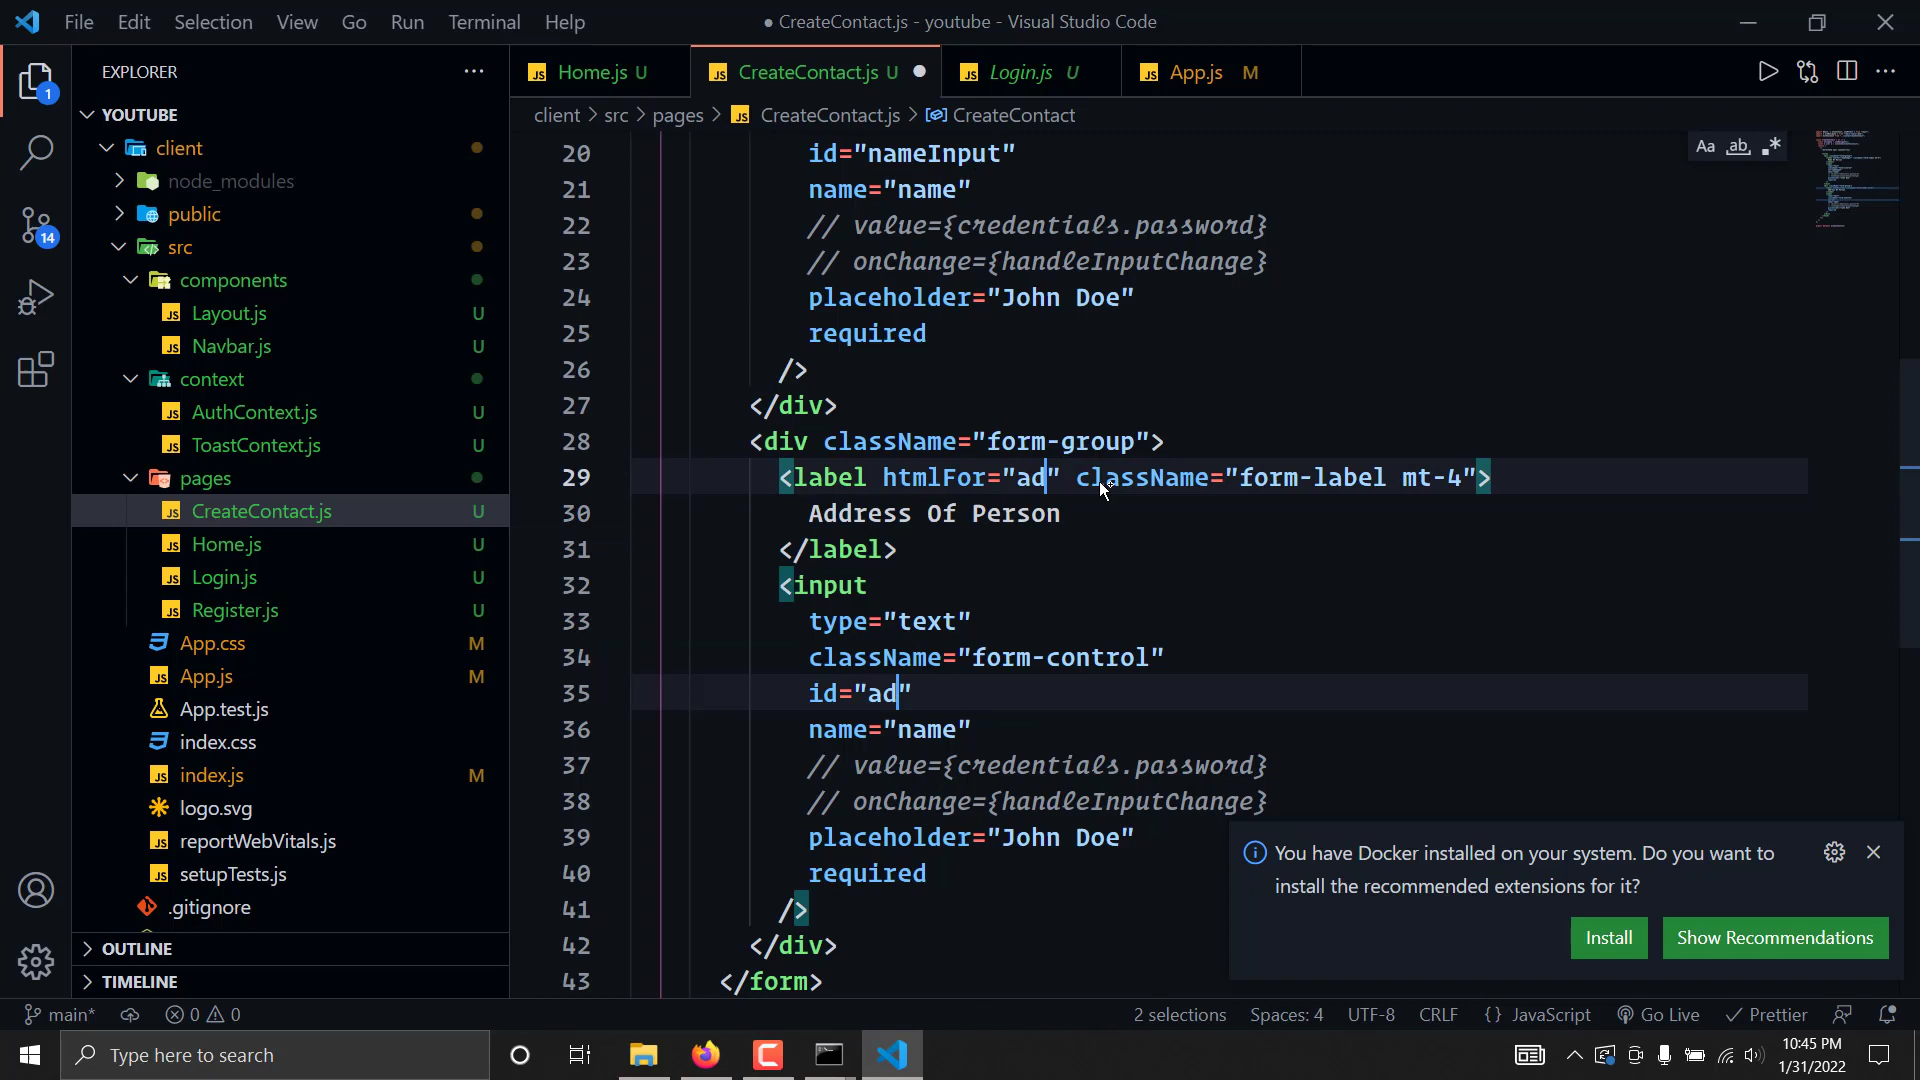 File Edit Selection View Go Run Terminal Help ● CreateContact.js - youtube - Visual Studio Code
EXPLORER
Home.js U CreateContact.js U Login.js U App.js M
YOUTUBE
client > src > pages > CreateContact.js > CreateContact
client
node_modules
public
src
components
Layout.js U
Navbar.js U
context
AuthContext.js U
ToastContext.js U
pages
CreateContact.js U
Home.js U
Login.js U
Register.js U
App.css M
App.js M
App.test.js
index.css
index.js M
logo.svg
reportWebVitals.js
setupTests.js
.gitignore
OUTLINE
TIMELINE
1
14
Aa ab
20 id="nameInput"
21 name="name"
22 // value={credentials.password}
23 // onChange={handleInputChange}
24 placeholder="John Doe"
25 required
26 />
27 </div>
28 <div className="form-group">
29 <label htmlFor="ad" className="form-label mt-4">
30 Address Of Person
31 </label>
32 <input
33 type="text"
34 className="form-control"
35 id="ad"
36 name="name"
37 // value={credentials.password}
38 // onChange={handleInputChange}
39 placeholder="John Doe"
40 required
41 />
42 </div>
43 </form>
You have Docker installed on your system. Do you want to
install the recommended extensions for it?
Install Show Recommendations
main* 0 0 2 selections Spaces: 4 UTF-8 CRLF {} JavaScript Go Live Prettier
Type here to search
10:45 PM
1/31/2022